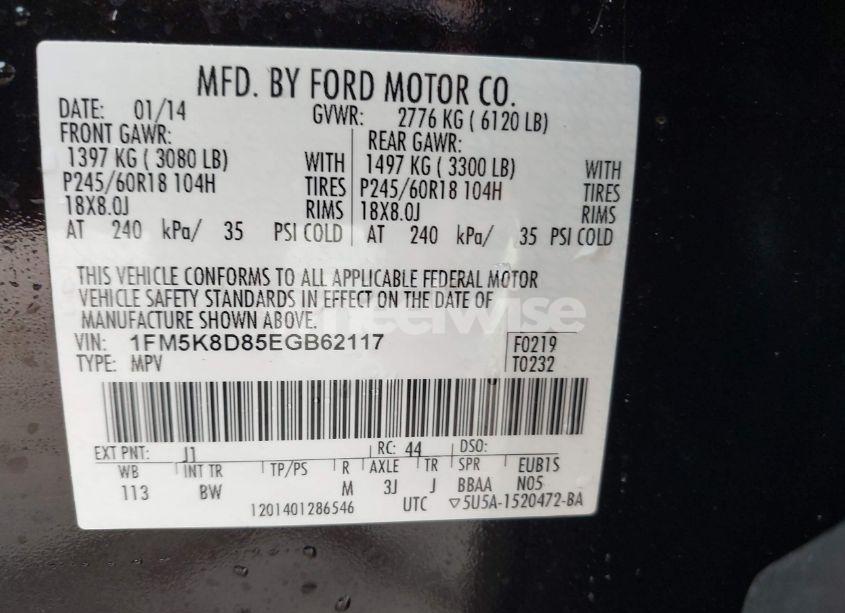 MFD. BY FORD MOTOR CO.
DATE: 01/14 GVWR: 2776 KG ( 6120 LB)
FRONT GAWR: REAR GAWR:
1397 KG ( 3080 LB) WITH 1497 KG ( 3300 LB) WITH
P245/60R18 104H TIRES P245/60R18 104H TIRES
18X8.0J RIMS 18X8.0J RIMS
AT 240 kPa/ 35 PSI COLD AT 240 kPa/ 35 PSI COLD
THIS VEHICLE CONFORMS TO ALL APPLICABLE FEDERAL MOTOR
VEHICLE SAFETY STANDARDS IN EFFECT ON THE DATE OF
MANUFACTURE SHOWN ABOVE.
VIN: 1FM5K8D85EGB62117 F0219
TYPE: MPV T0232
EXT PNT: J1 RC: 44 DSO:
WB INT TR TP/PS R AXLE TR SPR EUB1S
113 BW M 3J J BBAA N05
1201401286546 UTC ▽5U5A-1520472-BA